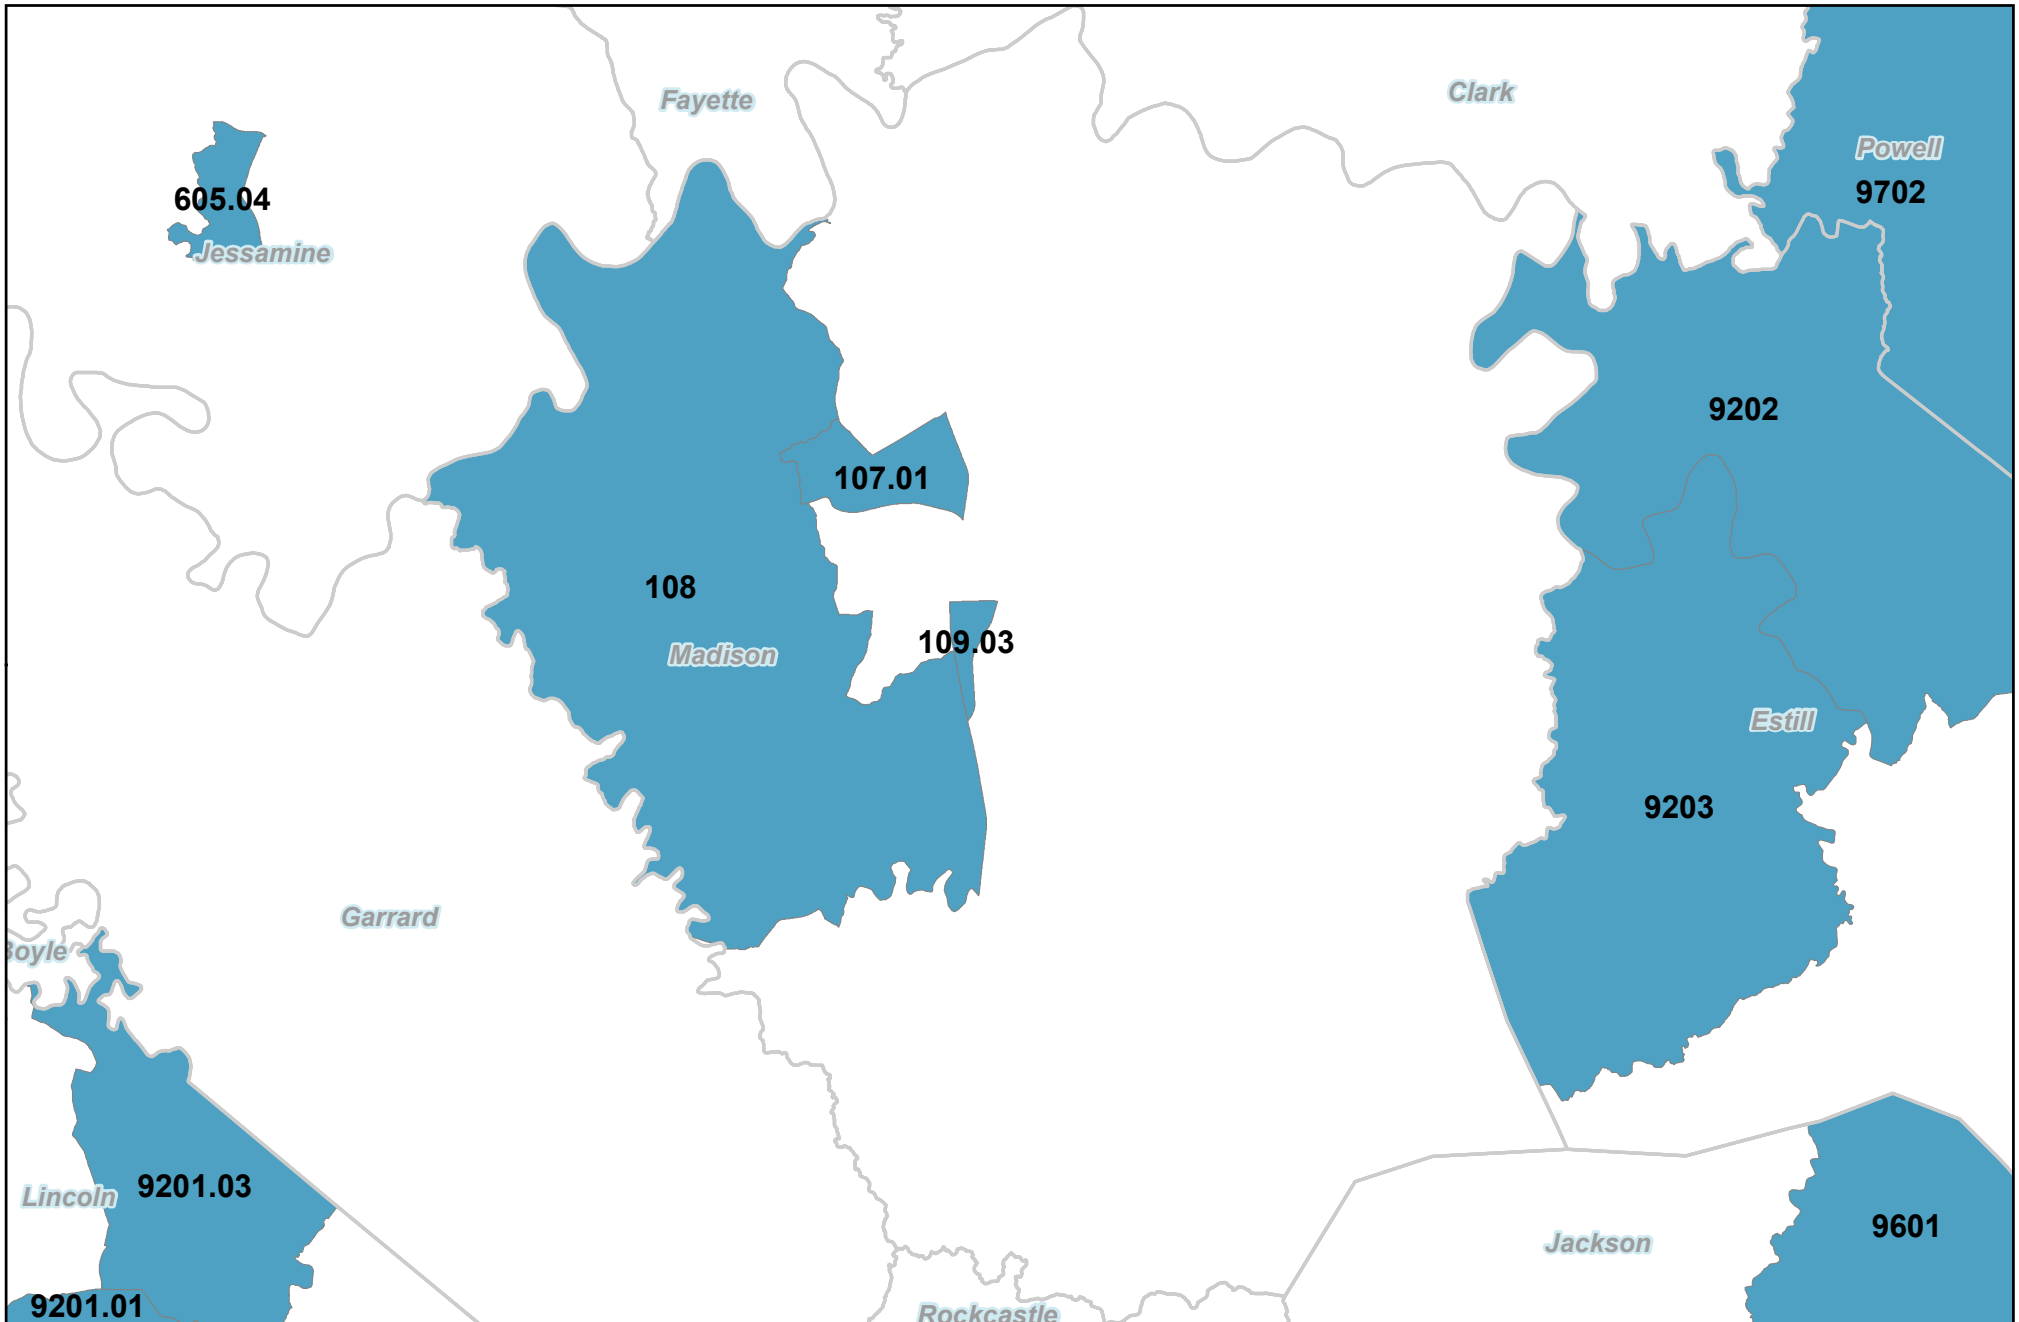 Clark
Fayette
Powell
9702
605.04
Jessamine
9202
107.01
108
109.03
Madison
Estill
9203
Garrard
Boyle
9201.03
Lincoln
9601
Jackson
9201.01
Rockcastle